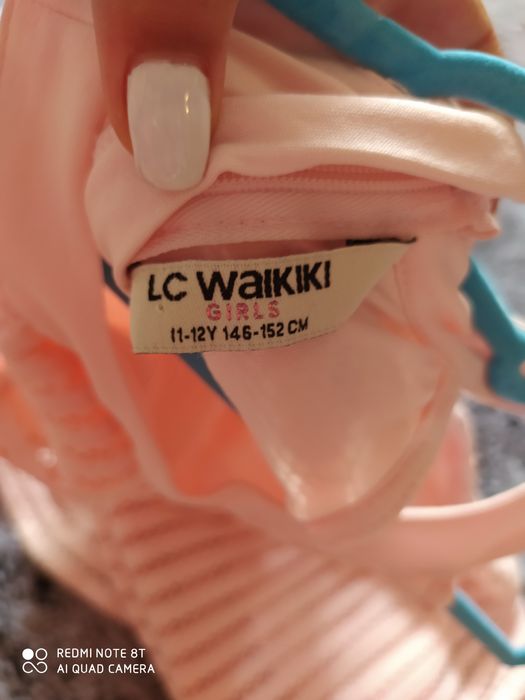 LC WaiKIKI
GIRLS
11-12Y 146-152 CM
REDMI NOTE 8T
AI QUAD CAMERA